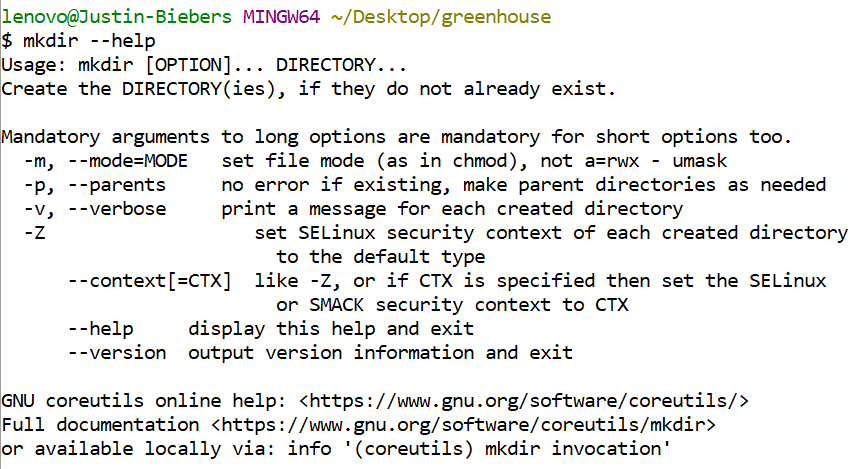 lenovo@Justin-Biebers MINGW64 ~/Desktop/greenhouse
$ mkdir --help
Usage: mkdir [OPTION]... DIRECTORY...
Create the DIRECTORY(ies), if they do not already exist.

Mandatory arguments to long options are mandatory for short options too.
  -m, --mode=MODE   set file mode (as in chmod), not a=rwx - umask
  -p, --parents     no error if existing, make parent directories as needed
  -v, --verbose     print a message for each created directory
  -Z                   set SELinux security context of each created directory
                         to the default type
      --context[=CTX]  like -Z, or if CTX is specified then set the SELinux
                         or SMACK security context to CTX
      --help     display this help and exit
      --version  output version information and exit

GNU coreutils online help: <https://www.gnu.org/software/coreutils/>
Full documentation <https://www.gnu.org/software/coreutils/mkdir>
or available locally via: info '(coreutils) mkdir invocation'